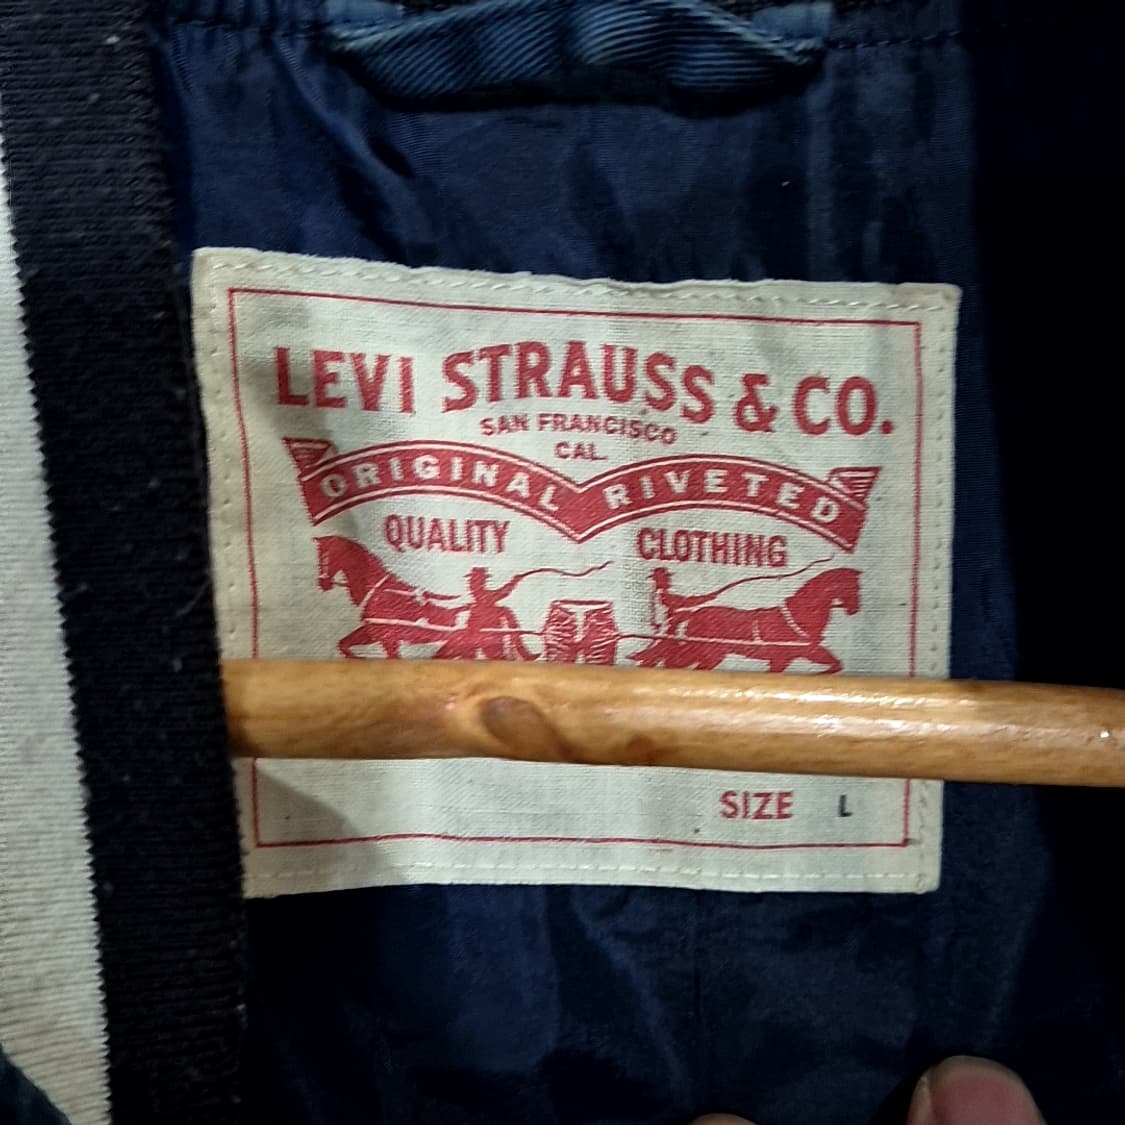 LEVI STRAUSS & CO.
SAN FRANCISCO
CAL.
ORIGINAL RIVETED
QUALITY CLOTHING
SIZE L